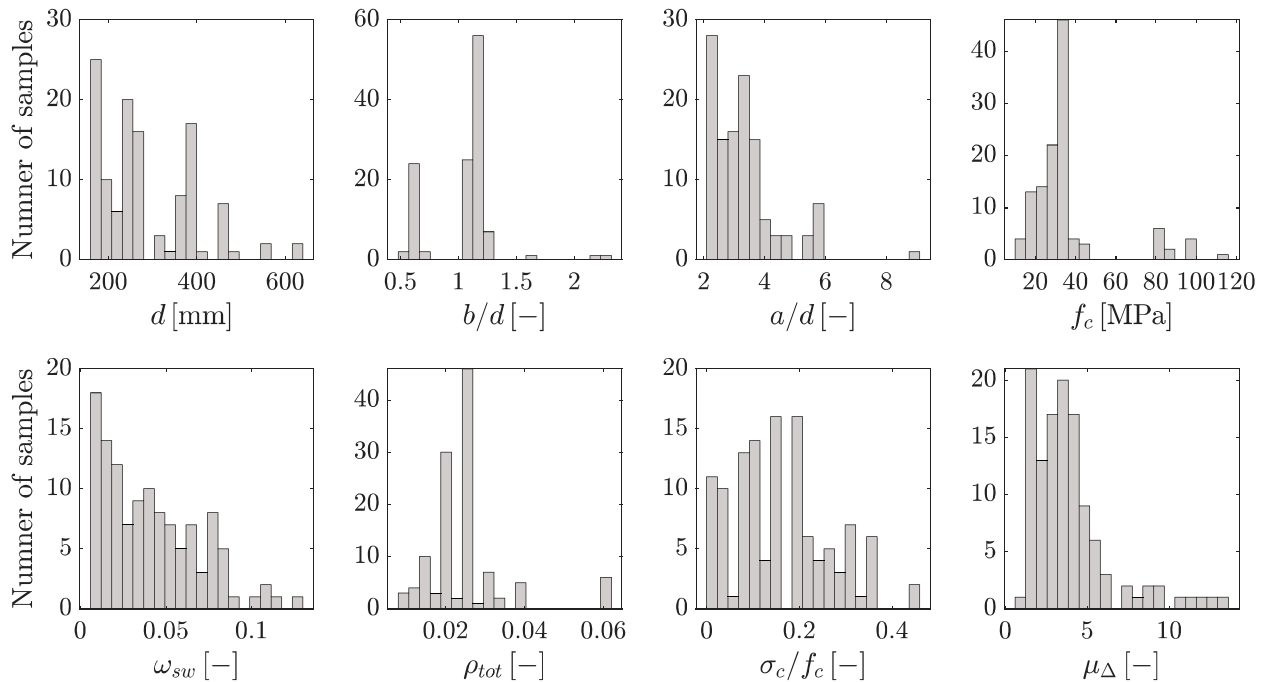 Numner of samples
30
20
10
0
200 400 600
d [mm]
60
40
20
0
0.5 1 1.5 2
b/d [−]
30
20
10
0
2 4 6 8
a/d [−]
40
30
20
10
0
20 40 60 80 100 120
f_c [MPa]
Numner of samples
20
15
10
5
0
0 0.05 0.1
ω_sw [−]
40
30
20
10
0
0.02 0.04 0.06
ρ_tot [−]
20
15
10
5
0
0 0.2 0.4
σ_c/f_c [−]
20
15
10
5
0
0 5 10
μ_Δ [−]